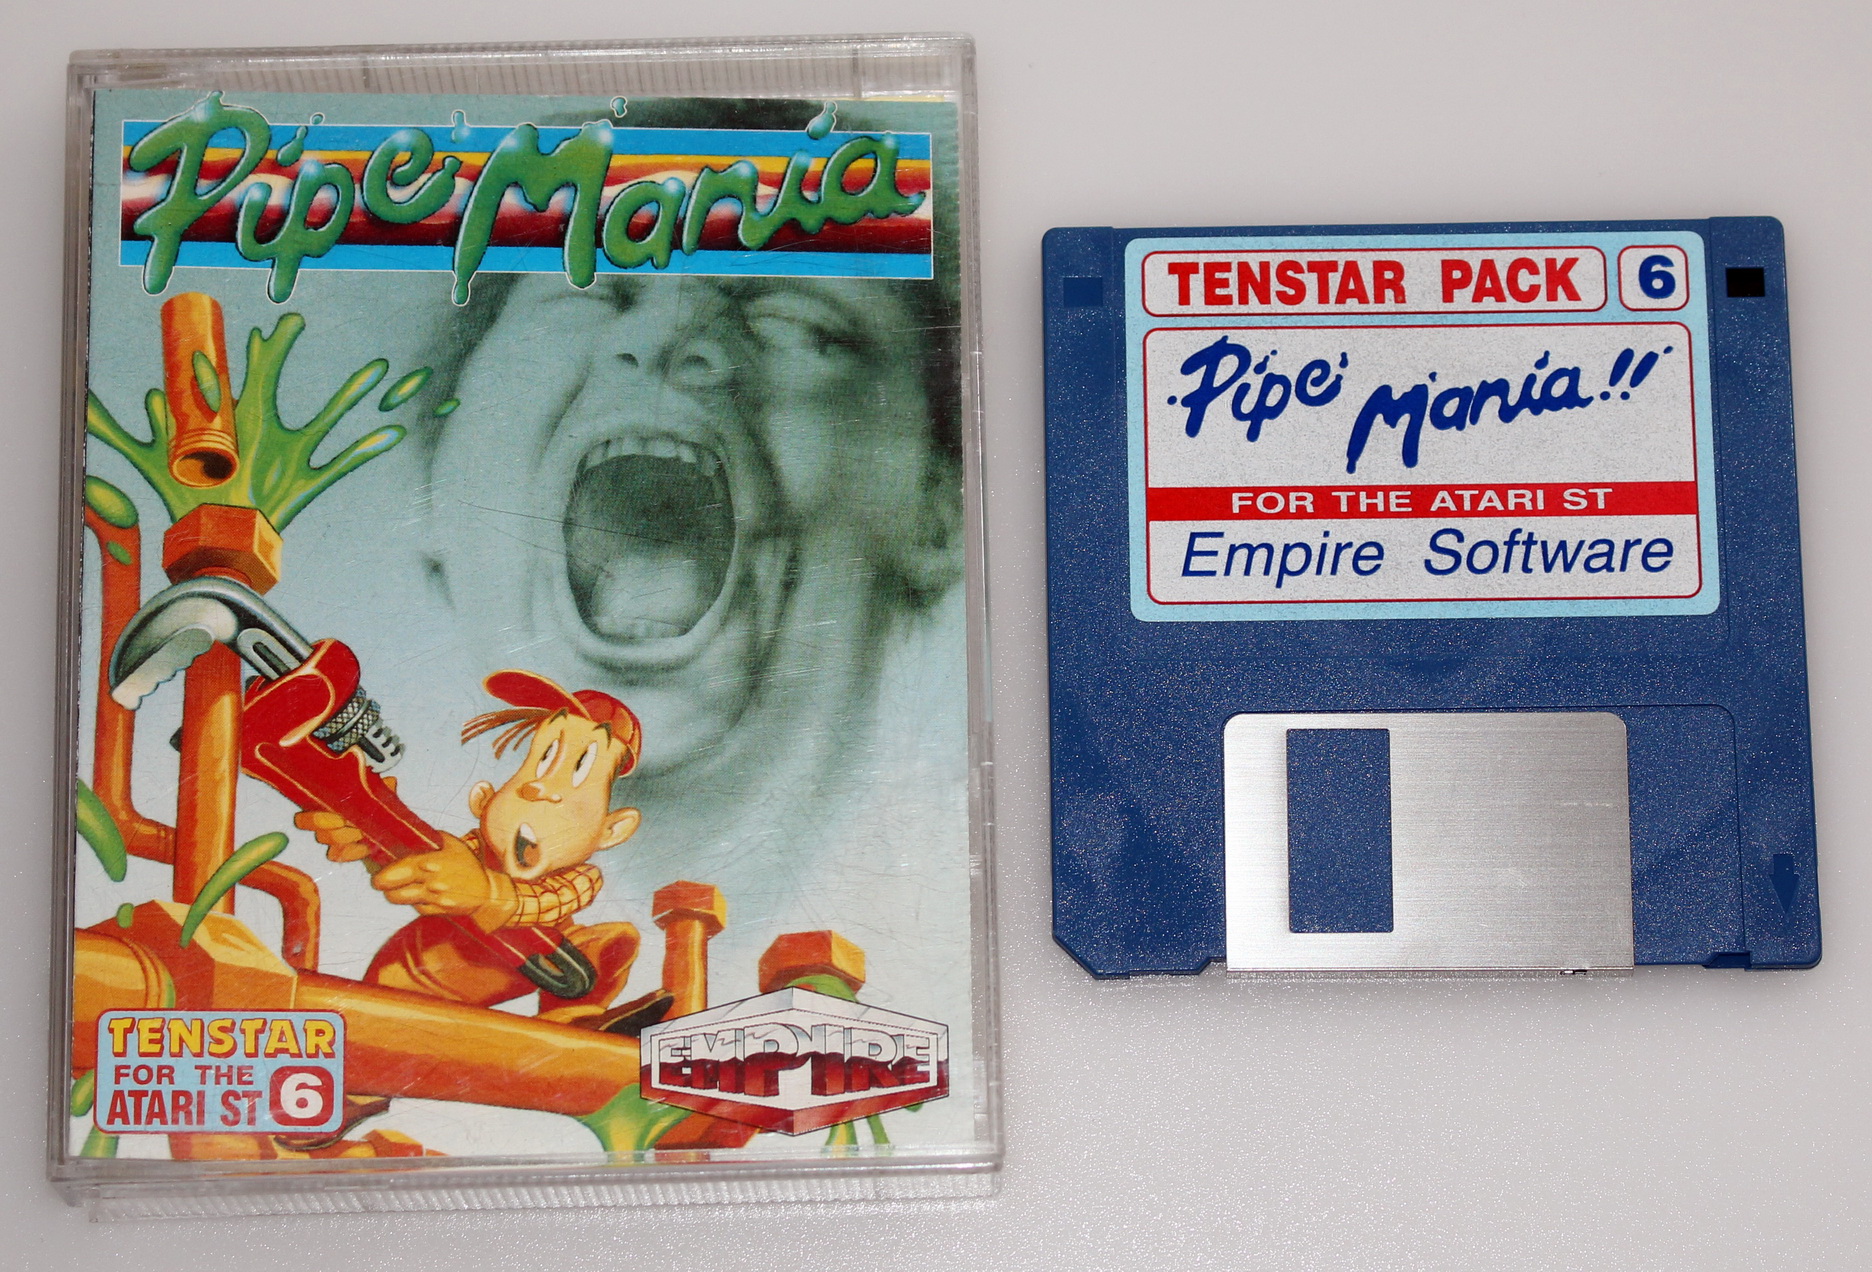 Pipe Mania
TENSTAR
FOR THE
ATARI ST 6
EMPIRE
TENSTAR PACK 6
Pipe Mania!!
FOR THE ATARI ST
Empire Software